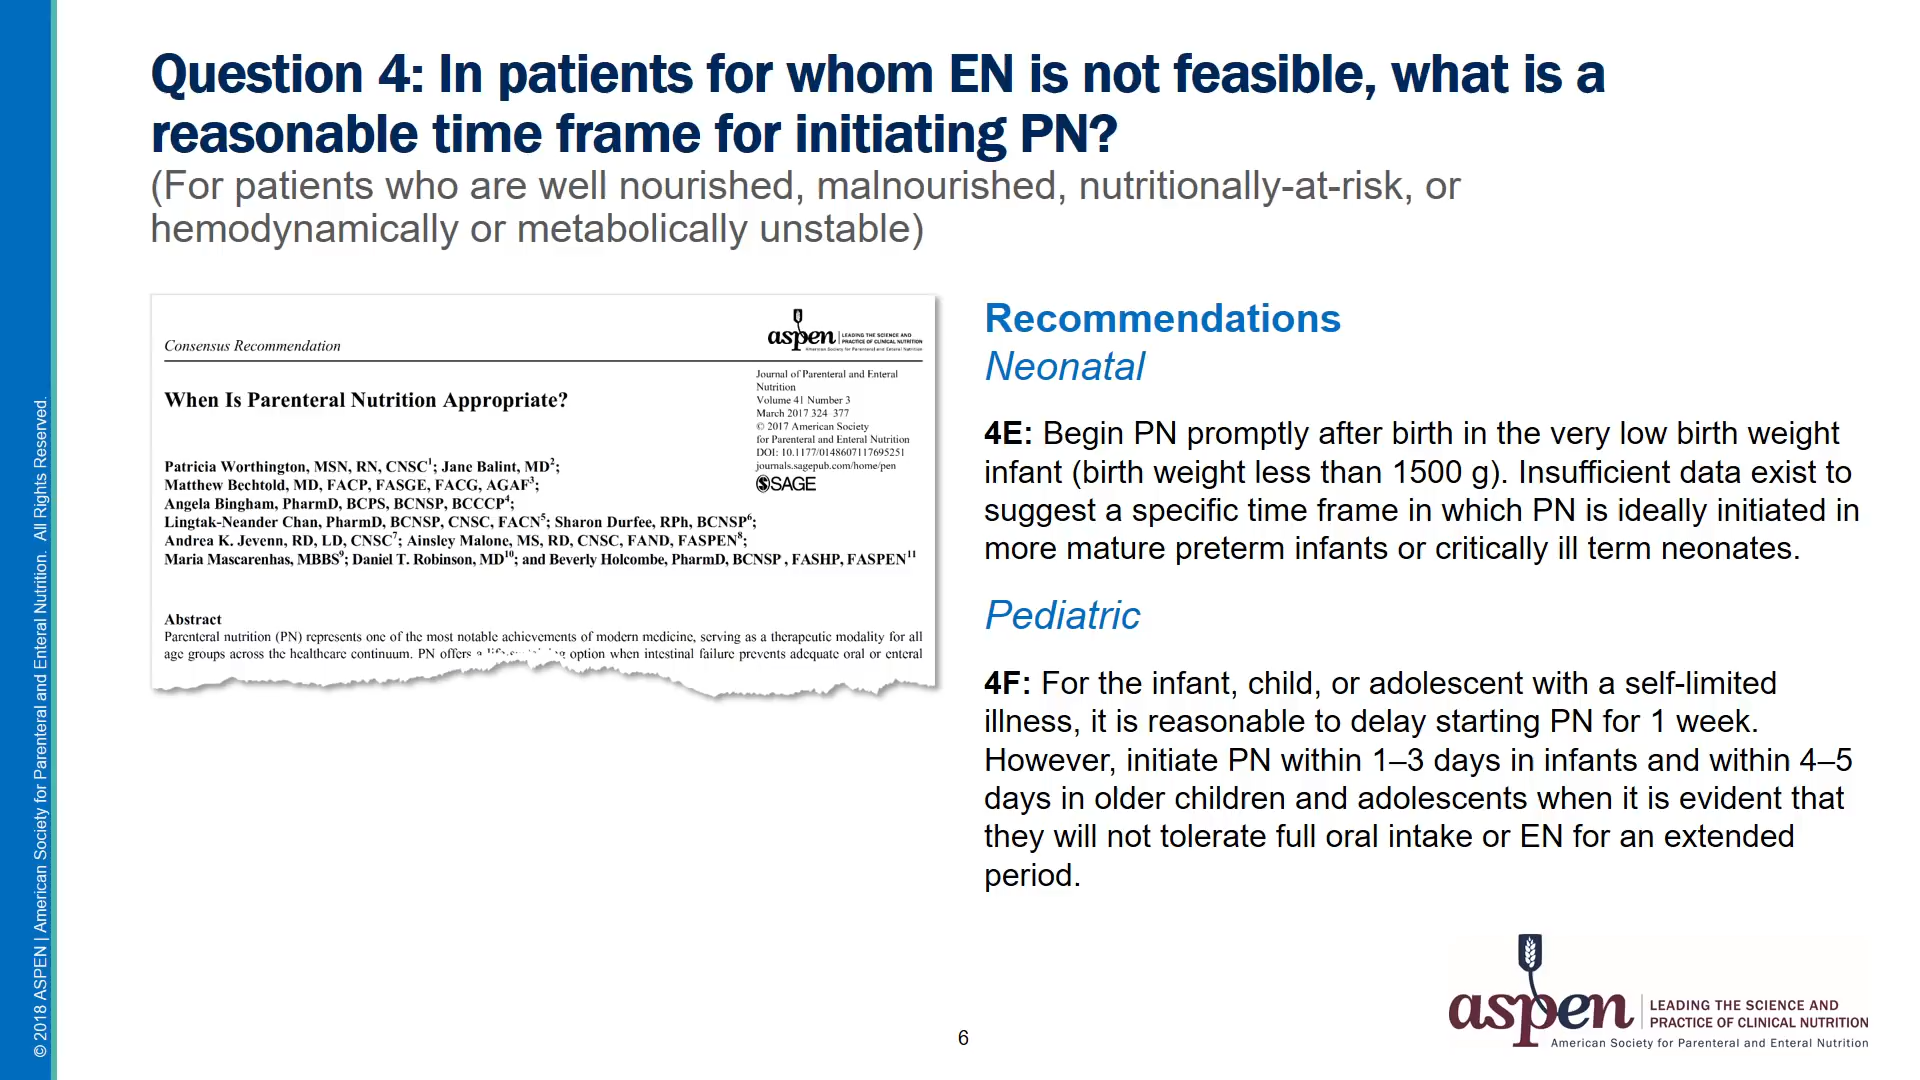 Question 4: In patients for whom EN is not feasible, what is a
reasonable time frame for initiating PN?
(For patients who are well nourished, malnourished, nutritionally-at-risk, or
hemodynamically or metabolically unstable)
Consensus Recommendation
aspen LEADING THE SCIENCE AND
PRACTICE OF CLINICAL NUTRITION
American Society for Parenteral and Enteral Nutrition
When Is Parenteral Nutrition Appropriate?
Journal of Parenteral and Enteral
Nutrition
Volume 41 Number 3
March 2017 324 377
© 2017 American Society
for Parenteral and Enteral Nutrition
DOI: 10.1177/0148607117695251
journals.sagepub.com/home/pen
SAGE
Patricia Worthington, MSN, RN, CNSC1; Jane Balint, MD2;
Matthew Bechtold, MD, FACP, FASGE, FACG, AGAF3;
Angela Bingham, PharmD, BCPS, BCNSP, BCCCP4;
Lingtak-Neander Chan, PharmD, BCNSP, CNSC, FACN5; Sharon Durfee, RPh, BCNSP6;
Andrea K. Jevenn, RD, LD, CNSC7; Ainsley Malone, MS, RD, CNSC, FAND, FASPEN8;
Maria Mascarenhas, MBBS9; Daniel T. Robinson, MD10; and Beverly Holcombe, PharmD, BCNSP , FASHP, FASPEN11
Abstract
Parenteral nutrition (PN) represents one of the most notable achievements of modern medicine, serving as a therapeutic modality for all
age groups across the healthcare continuum. PN offers a option when intestinal failure prevents adequate oral or enteral
Recommendations
Neonatal
4E: Begin PN promptly after birth in the very low birth weight
infant (birth weight less than 1500 g). Insufficient data exist to
suggest a specific time frame in which PN is ideally initiated in
more mature preterm infants or critically ill term neonates.
Pediatric
4F: For the infant, child, or adolescent with a self-limited
illness, it is reasonable to delay starting PN for 1 week.
However, initiate PN within 1–3 days in infants and within 4–5
days in older children and adolescents when it is evident that
they will not tolerate full oral intake or EN for an extended
period.
© 2018 ASPEN | American Society for Parenteral and Enteral Nutrition. All Rights Reserved.
6
aspen LEADING THE SCIENCE AND
PRACTICE OF CLINICAL NUTRITION
American Society for Parenteral and Enteral Nutrition